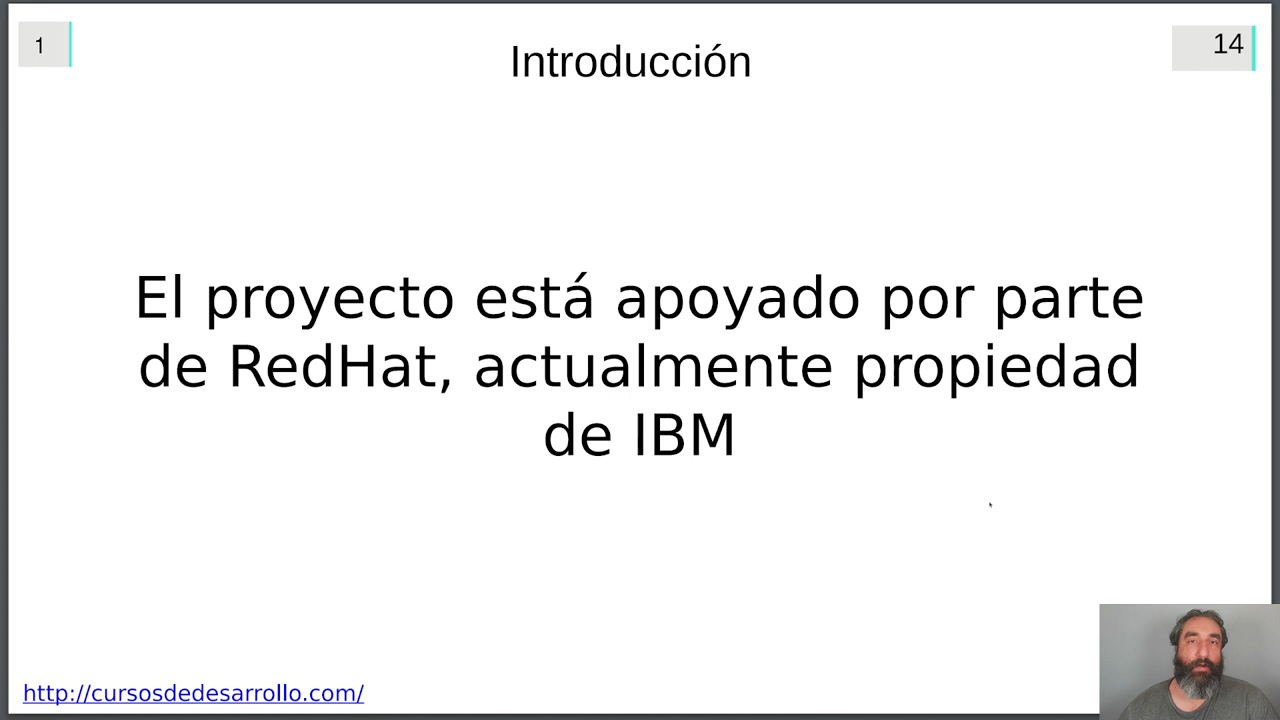 1
Introducción
14
El proyecto está apoyado por parte
de RedHat, actualmente propiedad
de IBM
http://cursosdedesarrollo.com/